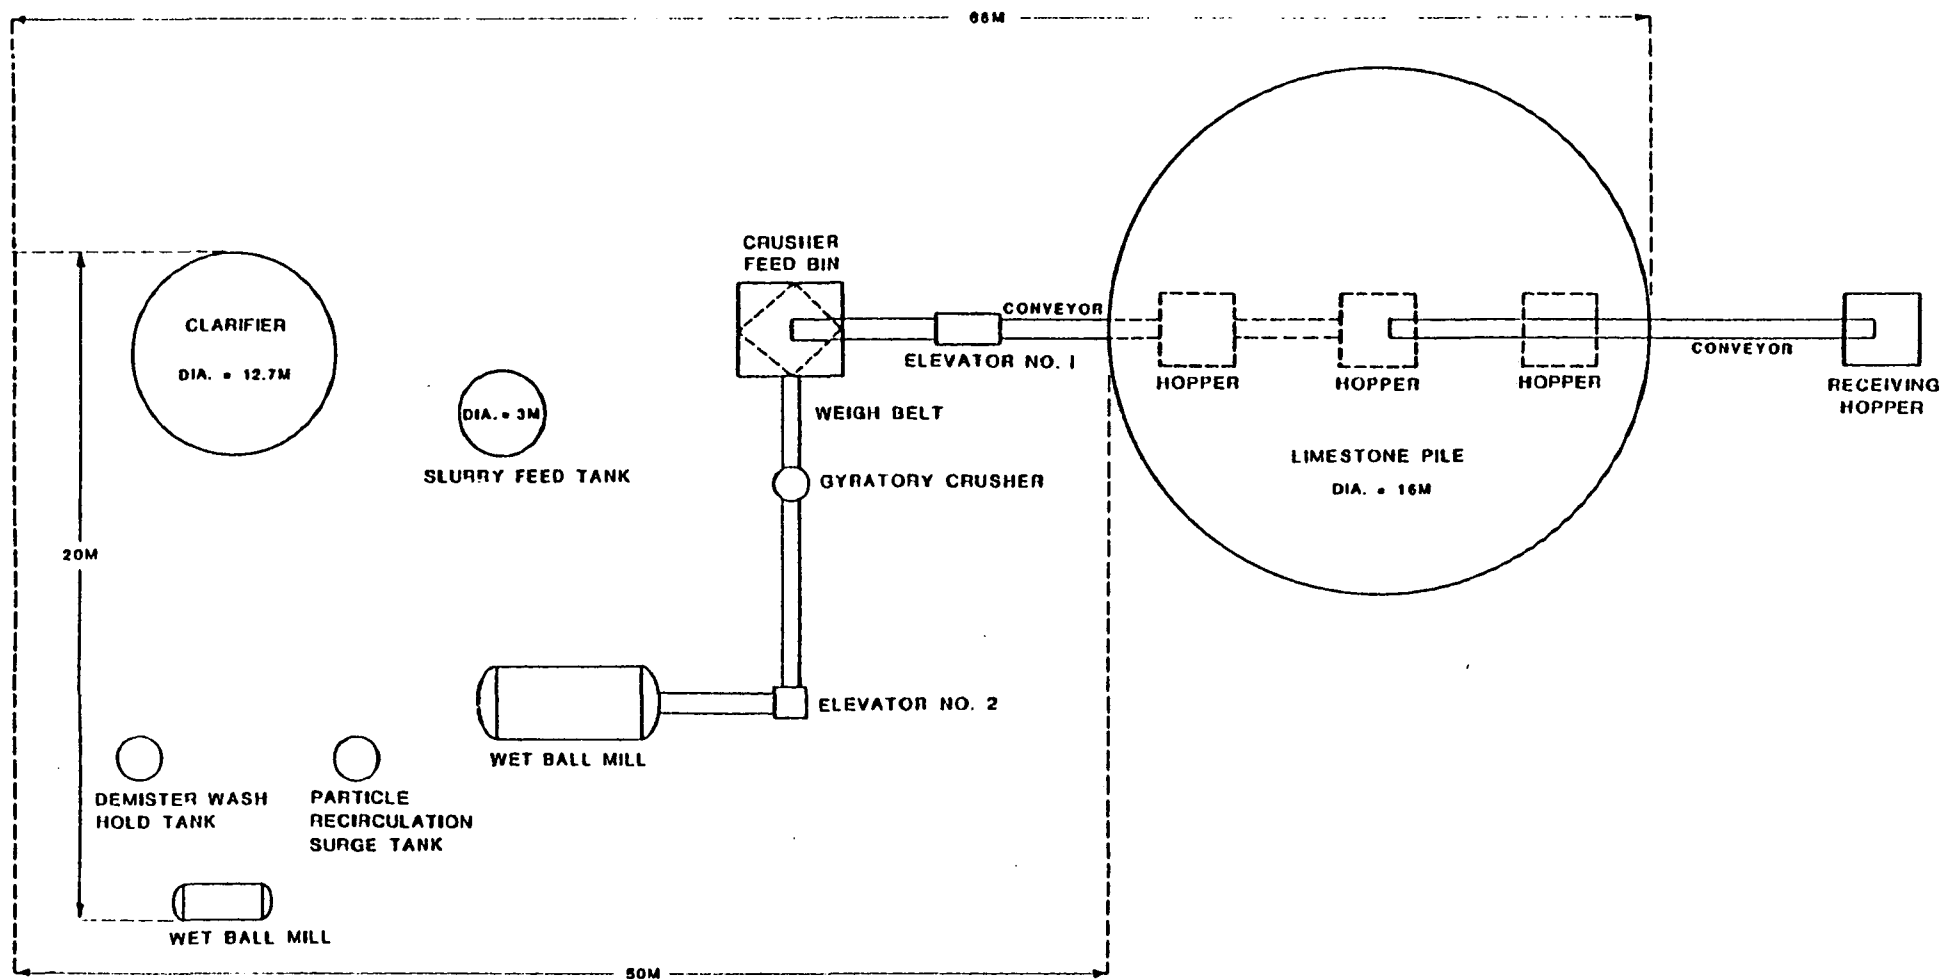 66M
CRUSHER
FEED BIN
CLARIFIER
DIA. = 12.7M
CONVEYOR
ELEVATOR NO. 1
HOPPER
HOPPER
HOPPER
CONVEYOR
RECEIVING
HOPPER
DIA. = 3M
SLURRY FEED TANK
WEIGH BELT
GYRATORY CRUSHER
LIMESTONE PILE
DIA. = 16M
20M
ELEVATOR NO. 2
WET BALL MILL
DEMISTER WASH
HOLD TANK
PARTICLE
RECIRCULATION
SURGE TANK
WET BALL MILL
50M